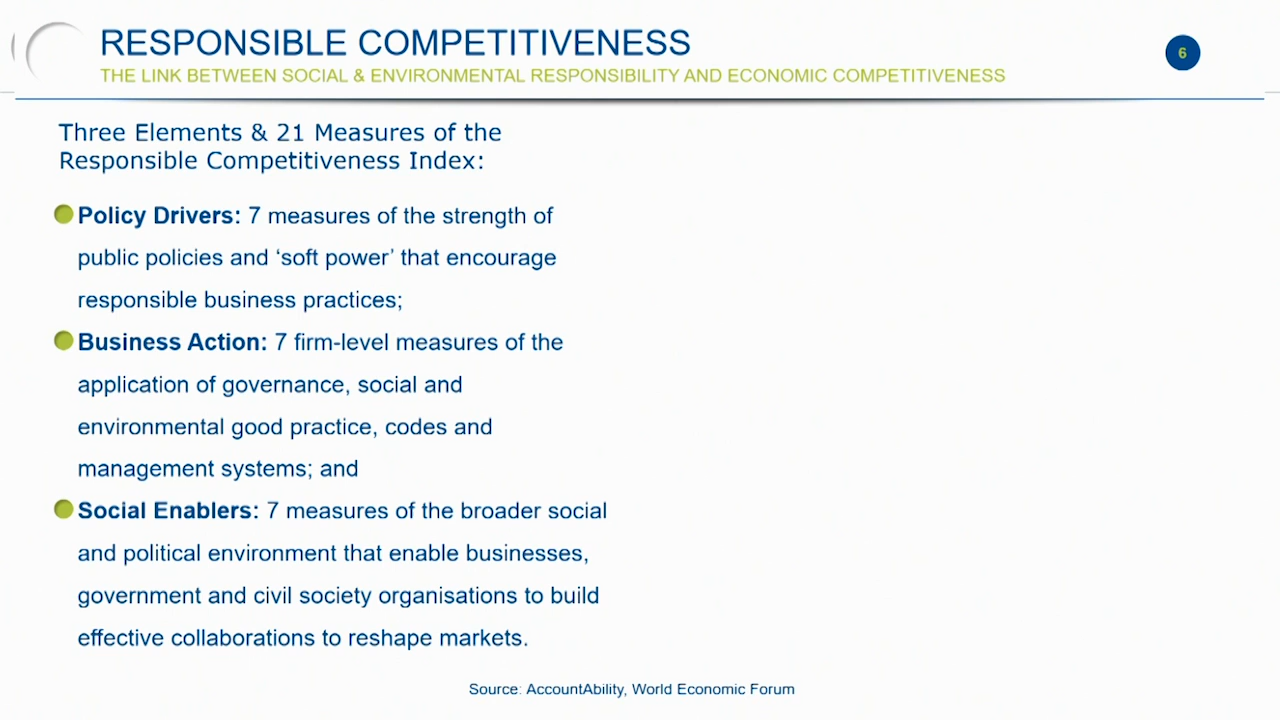 RESPONSIBLE COMPETITIVENESS
6
THE LINK BETWEEN SOCIAL & ENVIRONMENTAL RESPONSIBILITY AND ECONOMIC COMPETITIVENESS
Three Elements & 21 Measures of the
Responsible Competitiveness Index:
Policy Drivers: 7 measures of the strength of
public policies and ‘soft power’ that encourage
responsible business practices;
Business Action: 7 firm-level measures of the
application of governance, social and
environmental good practice, codes and
management systems; and
Social Enablers: 7 measures of the broader social
and political environment that enable businesses,
government and civil society organisations to build
effective collaborations to reshape markets.
Source: AccountAbility, World Economic Forum